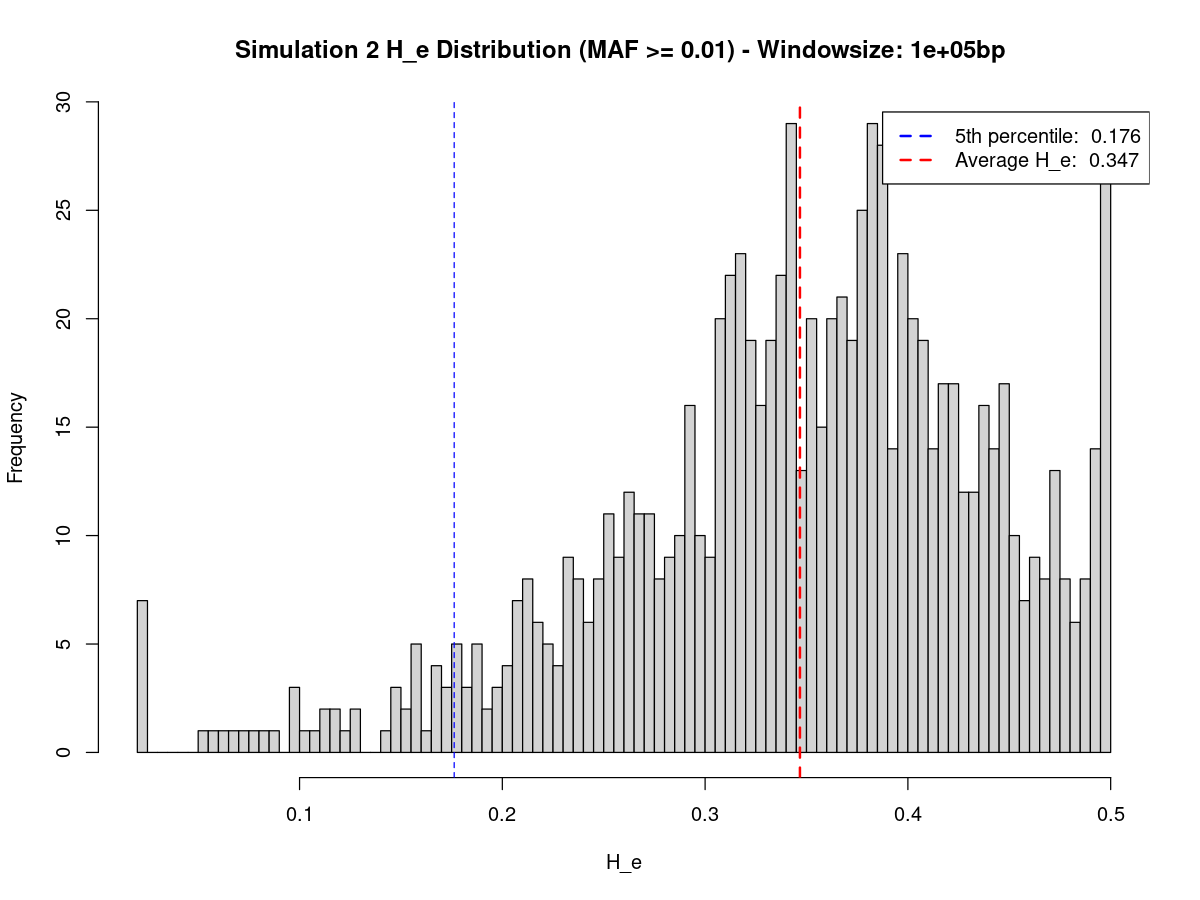 Simulation 2 H_e Distribution (MAF >= 0.01) - Windowsize: 1e+05bp
5th percentile: 0.176
Average H_e: 0.347
Frequency
30
25
20
15
10
5
0
0.1 0.2 0.3 0.4 0.5
H_e